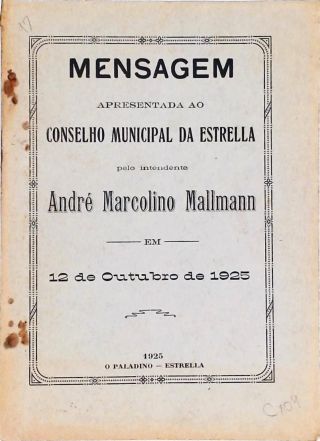 MENSAGEM
APRESENTADA AO
CONSELHO MUNICIPAL DA ESTRELLA
pelo intendente
André Marcolino Mallmann
EM
12 de Outubro de 1925
1925
O PALADINO — ESTRELLA